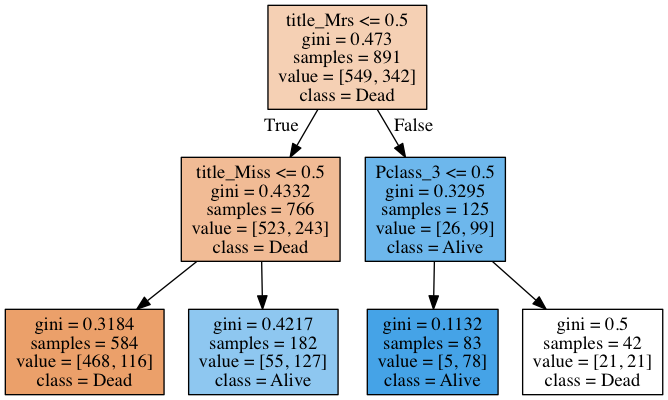 title_Mrs <= 0.5
gini = 0.473
samples = 891
value = [549, 342]
class = Dead
True
False
title_Miss <= 0.5
gini = 0.4332
samples = 766
value = [523, 243]
class = Dead
Pclass_3 <= 0.5
gini = 0.3295
samples = 125
value = [26, 99]
class = Alive
gini = 0.3184
samples = 584
value = [468, 116]
class = Dead
gini = 0.4217
samples = 182
value = [55, 127]
class = Alive
gini = 0.1132
samples = 83
value = [5, 78]
class = Alive
gini = 0.5
samples = 42
value = [21, 21]
class = Dead